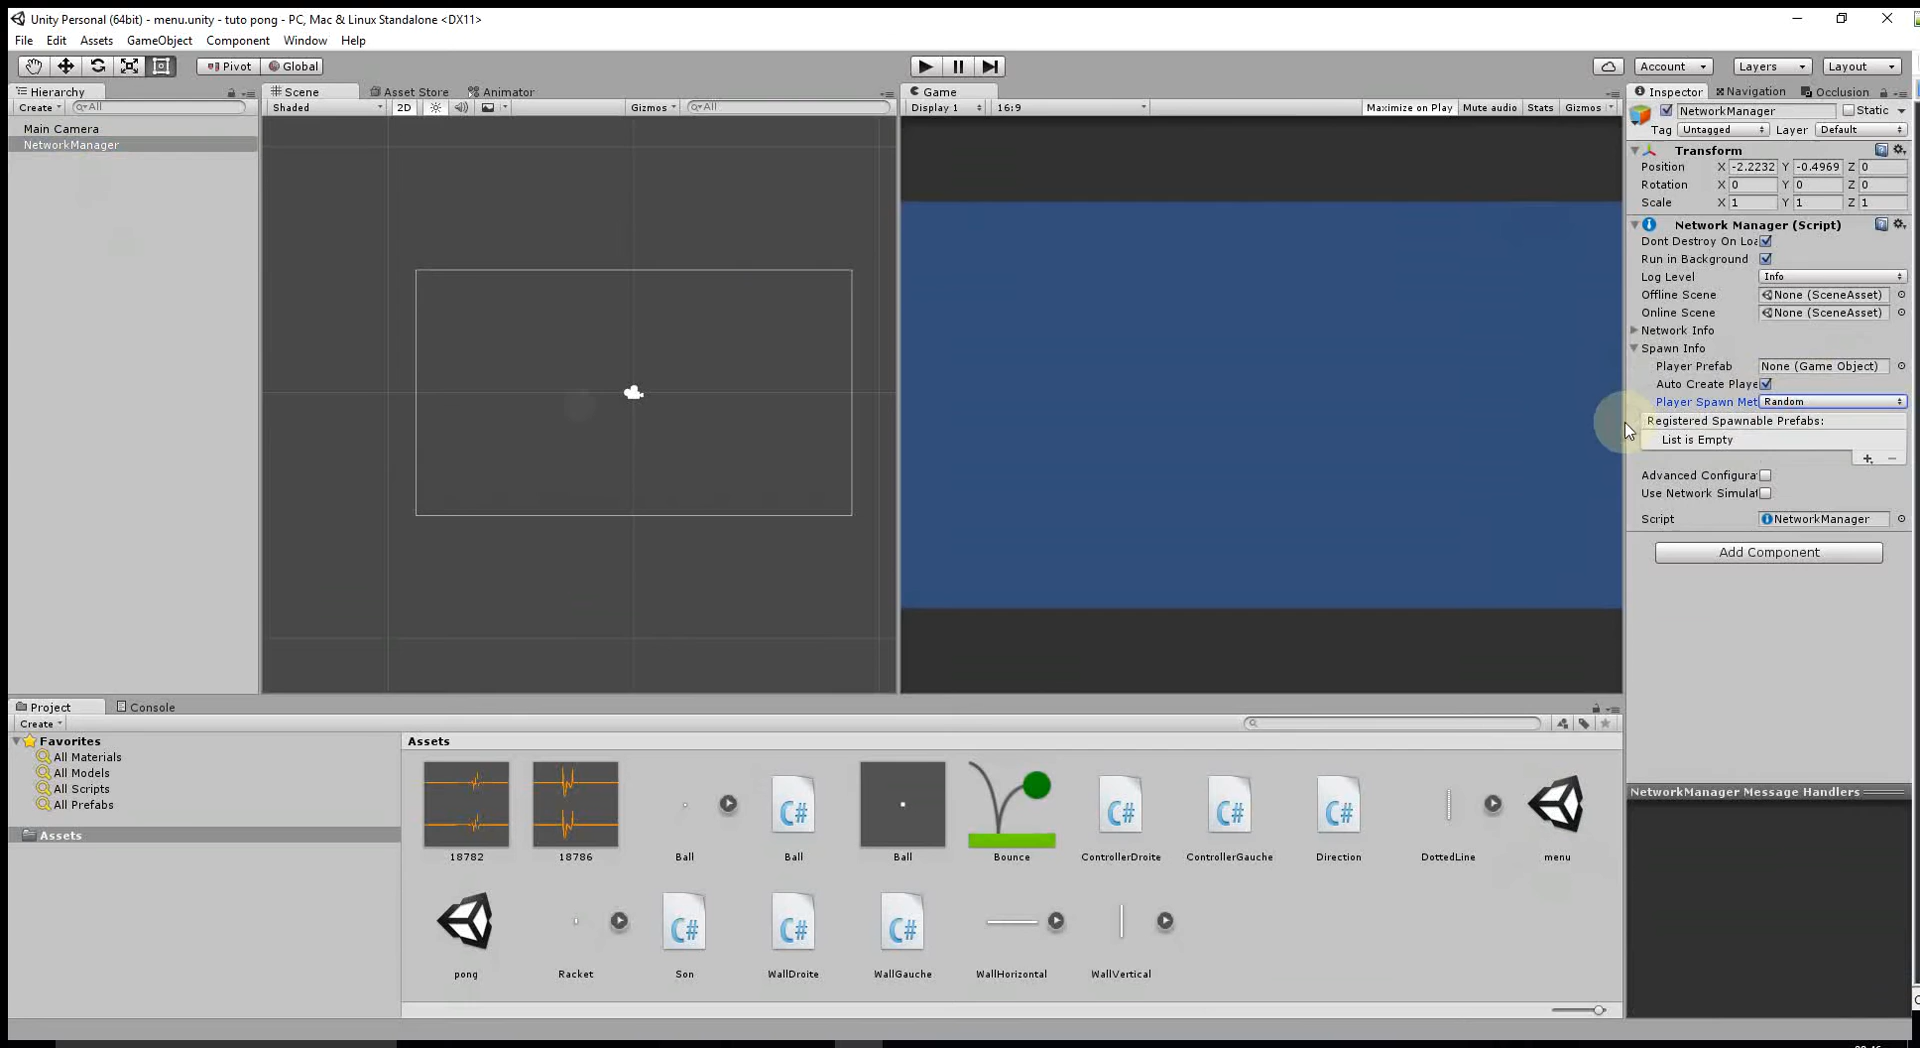 Unity Personal (64bit) - menu.unity - tuto pong - PC, Mac & Linux Standalone <DX11>
File Edit Assets GameObject Component Window Help
Pivot Global
Account Layers Layout
Hierarchy
Create All
Main Camera
NetworkManager
Scene Asset Store Animator
Shaded 2D Gizmos All
Game
Display 1 16:9 Maximize on Play Mute audio Stats Gizmos
Inspector Navigation Occlusion
NetworkManager Static
Tag Untagged Layer Default
Transform
Position X -2.2232 Y -0.4969 Z 0
Rotation X 0 Y 0 Z 0
Scale X 1 Y 1 Z 1
Network Manager (Script)
Dont Destroy On Loa
Run in Background
Log Level Info
Offline Scene None (SceneAsset)
Online Scene None (SceneAsset)
Network Info
Spawn Info
Player Prefab None (Game Object)
Auto Create Playe
Player Spawn Met Random
Registered Spawnable Prefabs:
List is Empty
Advanced Configura
Use Network Simulat
Script NetworkManager
Add Component
NetworkManager Message Handlers
Project Console
Create
Favorites
All Materials
All Models
All Scripts
All Prefabs
Assets
Assets
18782 18786 Ball C# Ball Ball Bounce C# ControllerDroite C# ControllerGauche C# Direction DottedLine menu
pong Racket C# Son C# WallDroite C# WallGauche WallHorizontal WallVertical